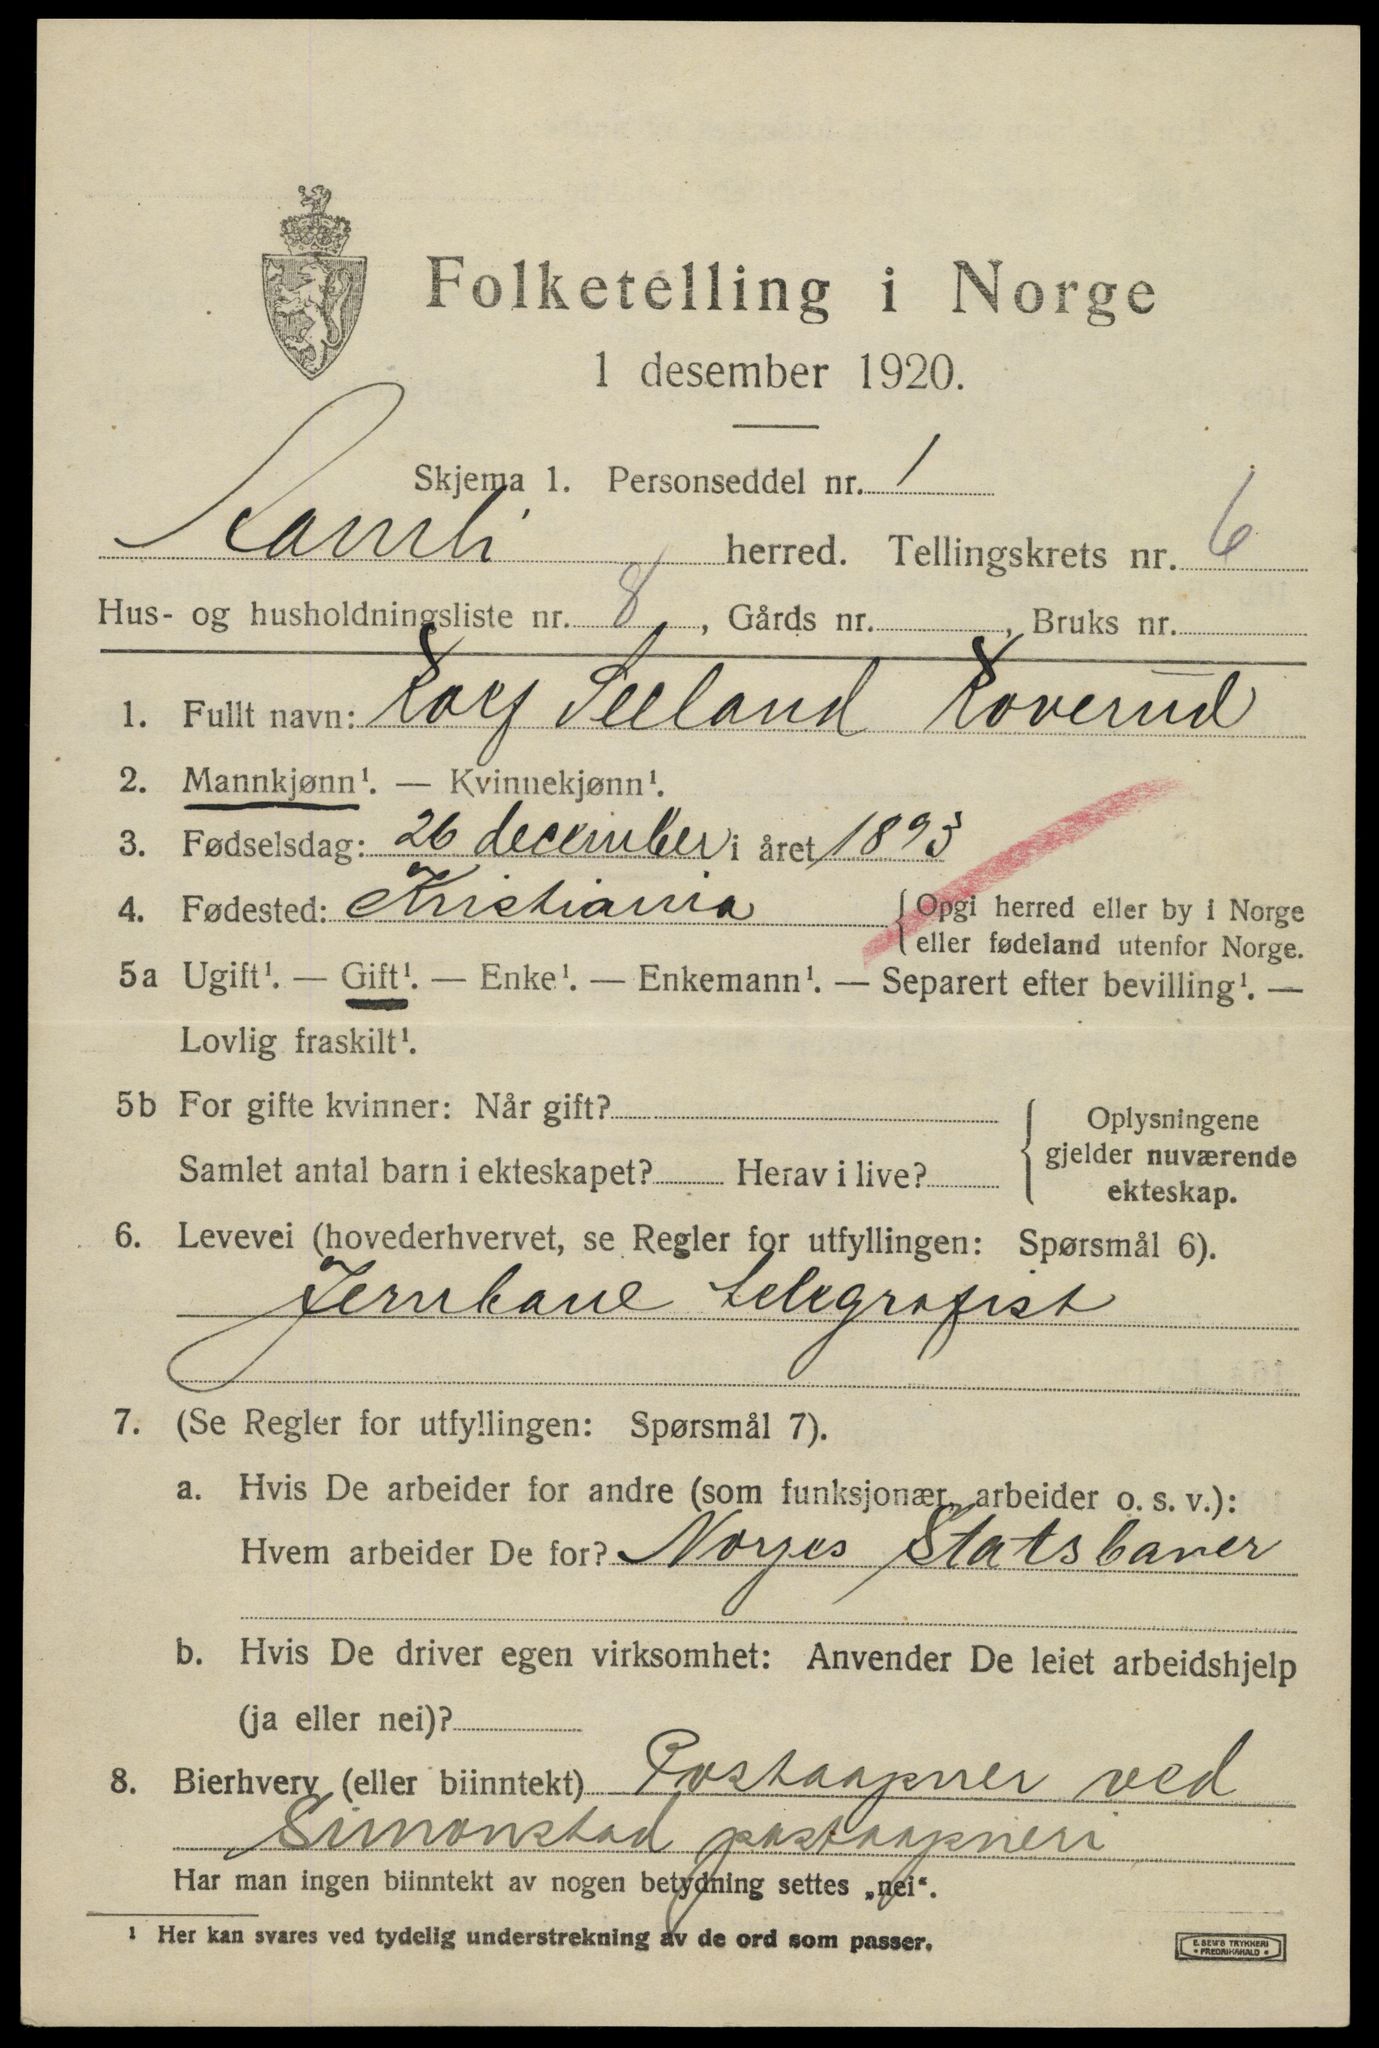 Folketelling i Norge
1 desember 1920.
Skjema 1. Personseddel nr. 1
Aamli herred. Tellingskrets nr. 6
Hus- og husholdningsliste nr. 8, Gårds nr. , Bruks nr.
1. Fullt navn: Rolf Seeland Roverud
2. Mannkjønn¹. — Kvinnekjønn¹.
3. Fødselsdag: 26 december i året 1893
4. Fødested: Kristiania {Opgi herred eller by i Norge
eller fødeland utenfor Norge.
5a Ugift¹. — Gift¹. — Enke¹. — Enkemann¹. — Separert efter bevilling¹. —
Lovlig fraskilt¹.
5b For gifte kvinner: Når gift?
Samlet antal barn i ekteskapet? Herav i live?
Oplysningene
gjelder nuværende
ekteskap.
6. Levevei (hovederhvervet, se Regler for utfyllingen: Spørsmål 6).
Jernbane telegrafist
7. (Se Regler for utfyllingen: Spørsmål 7).
a. Hvis De arbeider for andre (som funksjonær, arbeider o. s. v.):
Hvem arbeider De for? Norges Statsbaner
b. Hvis De driver egen virksomhet: Anvender De leiet arbeidshjelp
(ja eller nei)?
8. Bierhverv (eller biinntekt) Postaapner ved
Simonstad postaapneri
Har man ingen biinntekt av nogen betydning settes „nei“.
¹ Her kan svares ved tydelig understrekning av de ord som passer.
E. SEM'S TRYKKERI
• FREDRIKSHALD •